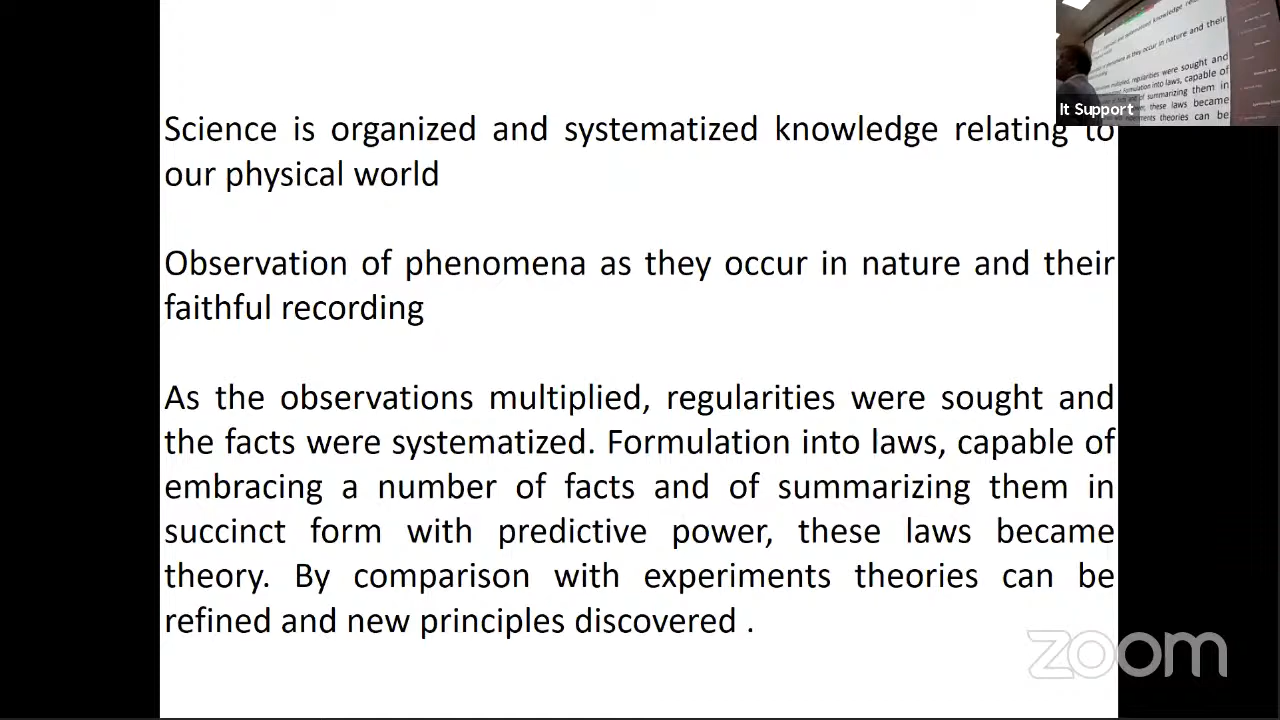 Science is organized and systematized knowledge relating to
our physical world
Observation of phenomena as they occur in nature and their
faithful recording
As the observations multiplied, regularities were sought and
the facts were systematized. Formulation into laws, capable of
embracing a number of facts and of summarizing them in
succinct form with predictive power, these laws became
theory. By comparison with experiments theories can be
refined and new principles discovered .
It Support
zoom